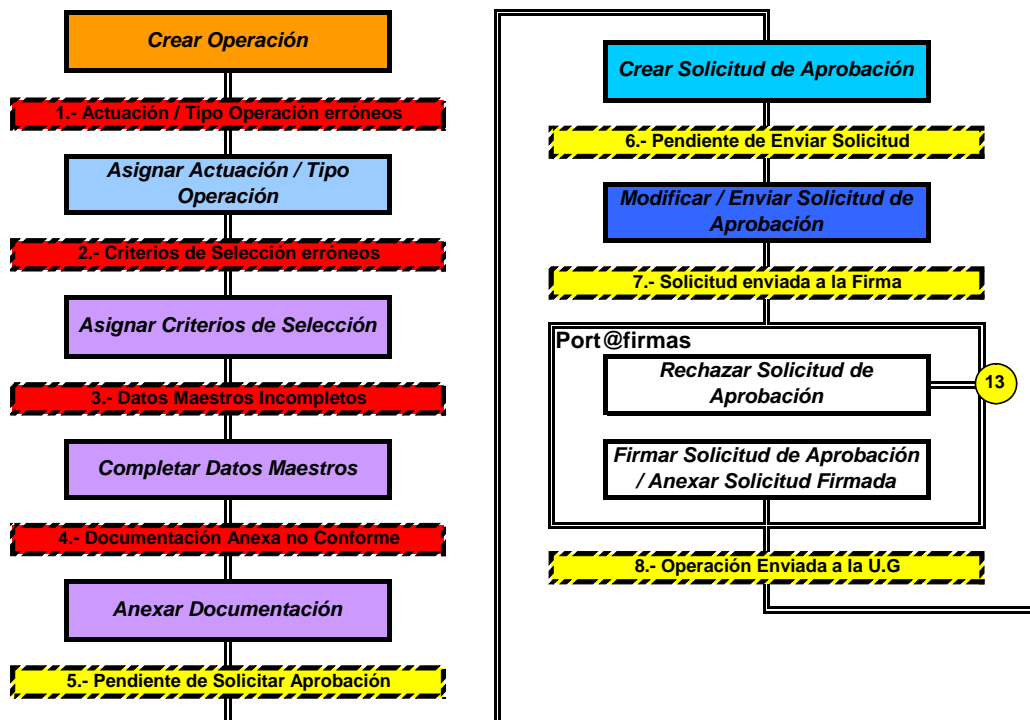 Crear Operación
1.- Actuación / Tipo Operación erróneos
Asignar Actuación / Tipo
Operación
2.- Criterios de Selección erróneos
Asignar Criterios de Selección
3.- Datos Maestros Incompletos
Completar Datos Maestros
4.- Documentación Anexa no Conforme
Anexar Documentación
5.- Pendiente de Solicitar Aprobación
Crear Solicitud de Aprobación
6.- Pendiente de Enviar Solicitud
Modificar / Enviar Solicitud de
Aprobación
7.- Solicitud enviada a la Firma
Port@firmas
Rechazar Solicitud de
Aprobación
13
Firmar Solicitud de Aprobación
/ Anexar Solicitud Firmada
8.- Operación Enviada a la U.G